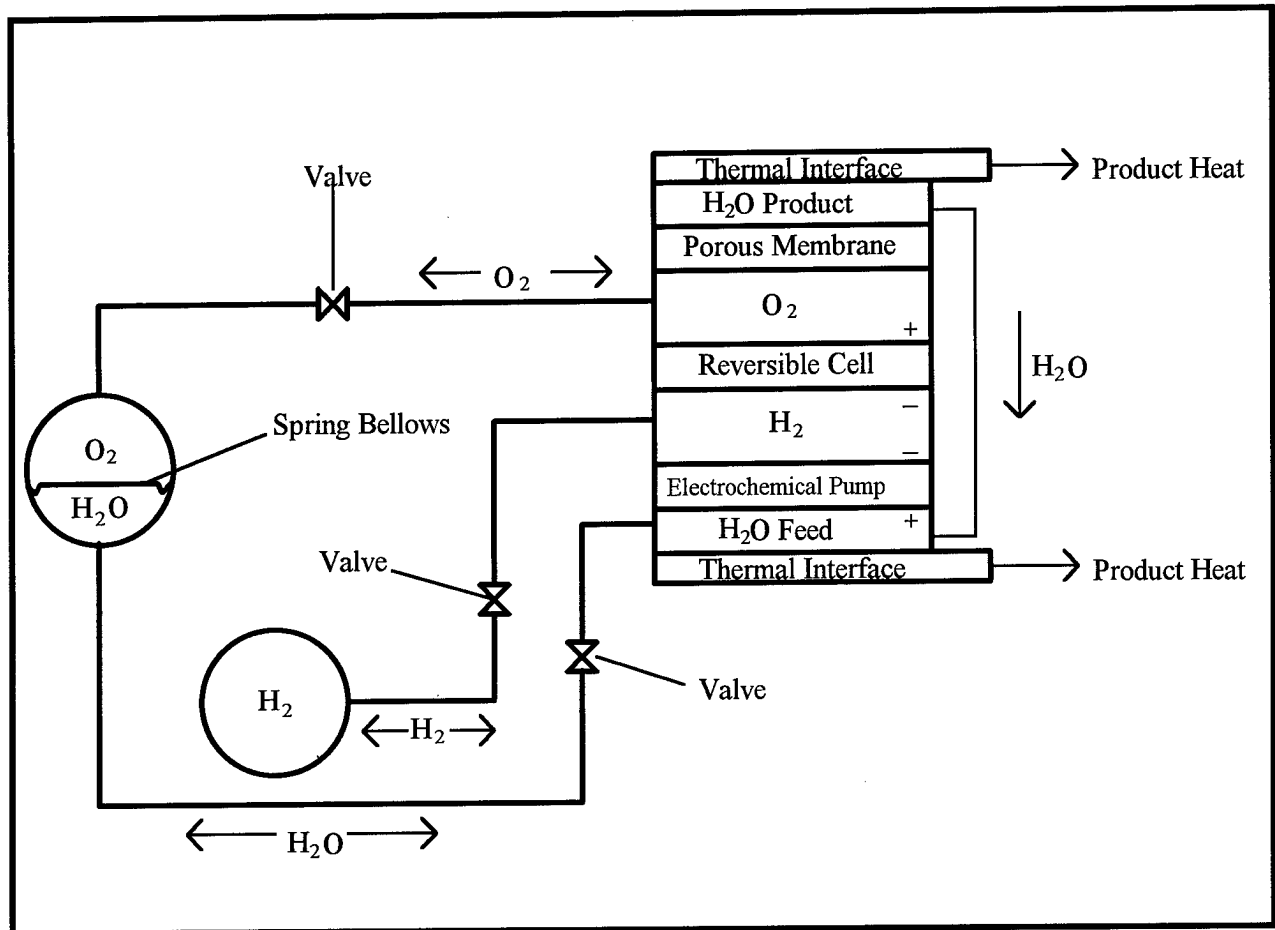 Thermal Interface
Product Heat
Valve
H₂O Product
Porous Membrane
O₂
O₂
+
Reversible Cell
H₂O
−
Spring Bellows
H₂
O₂
−
H₂O
Electrochemical Pump
H₂O Feed
+
Valve
Thermal Interface
Product Heat
Valve
H₂
H₂
H₂O